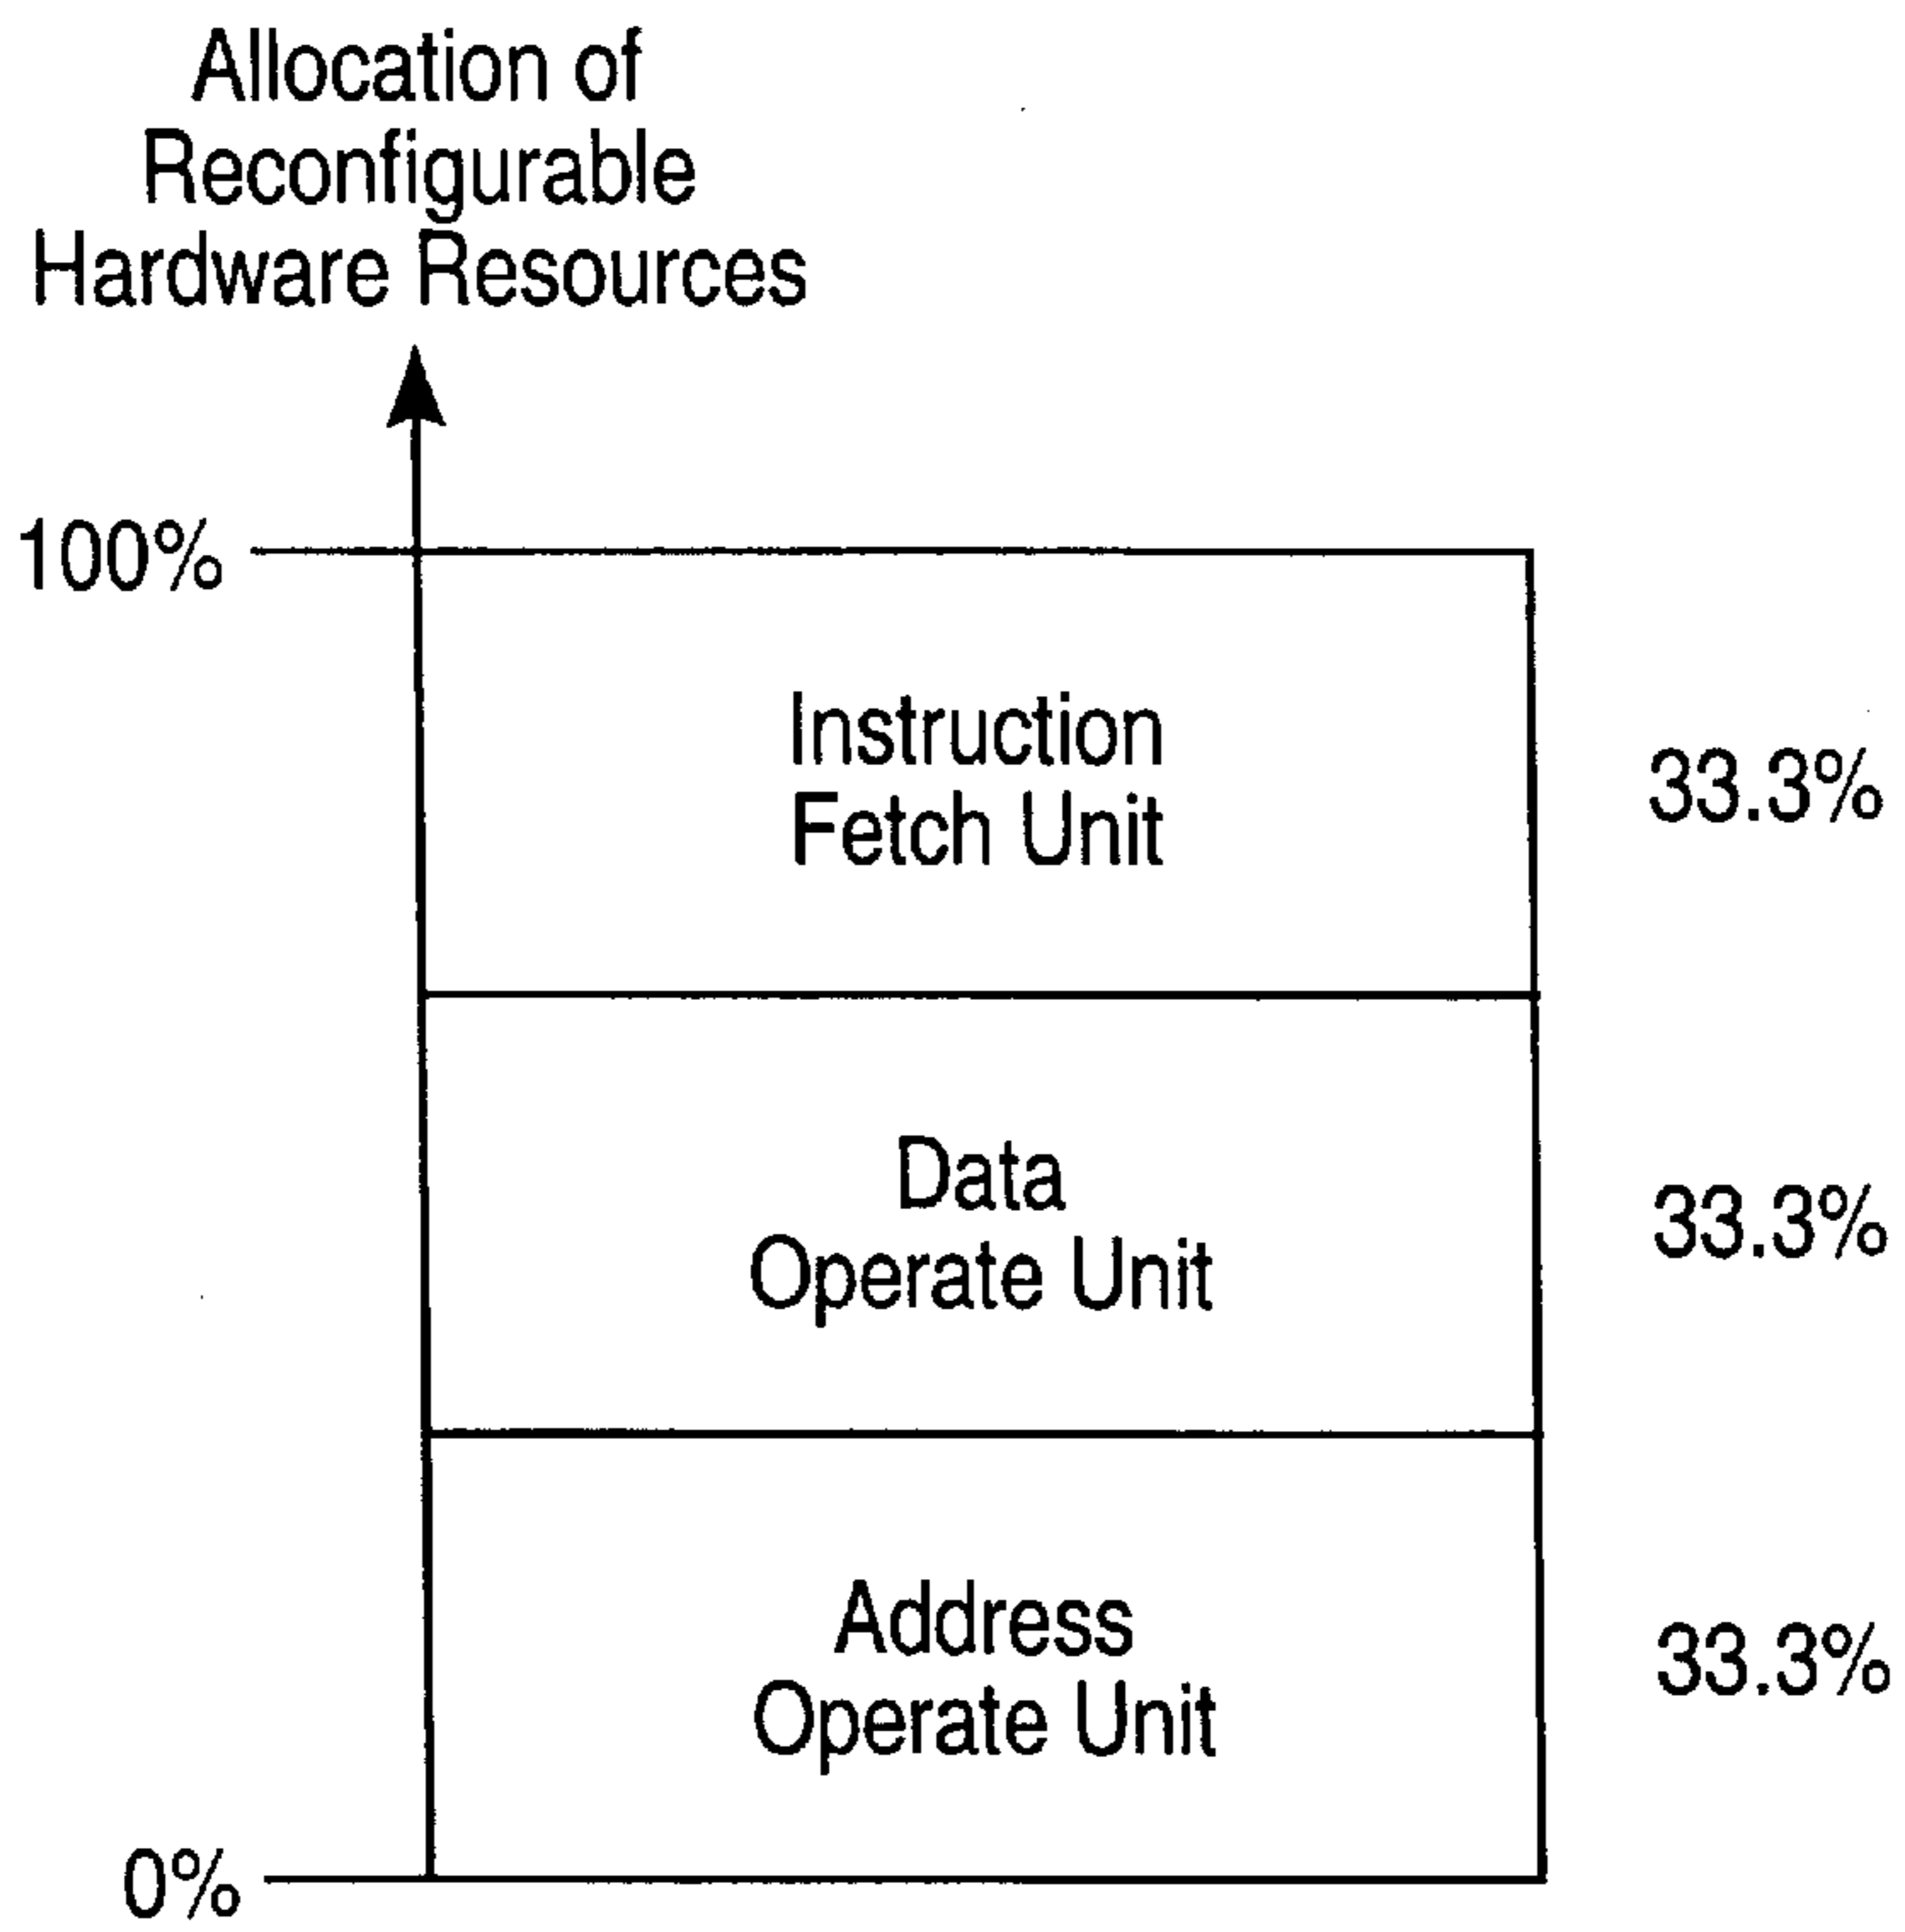 Allocation of
Reconfigurable
Hardware Resources
100%
Instruction
Fetch Unit
33.3%
Data
Operate Unit
33.3%
Address
Operate Unit
33.3%
0%